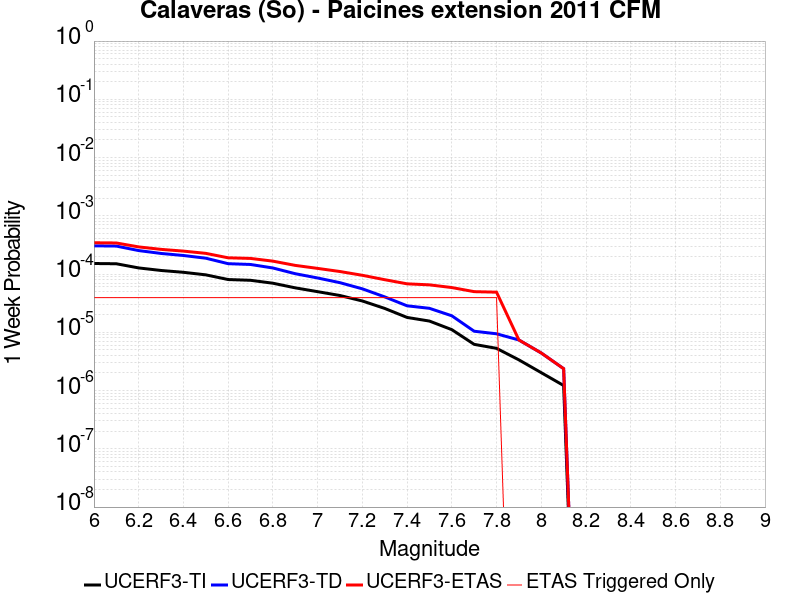 Calaveras (So) - Paicines extension 2011 CFM
10^0
10^-1
10^-2
10^-3
10^-4
10^-5
10^-6
10^-7
10^-8
1 Week Probability
6 6.2 6.4 6.6 6.8 7 7.2 7.4 7.6 7.8 8 8.2 8.4 8.6 8.8 9
Magnitude
UCERF3-TI UCERF3-TD UCERF3-ETAS ETAS Triggered Only